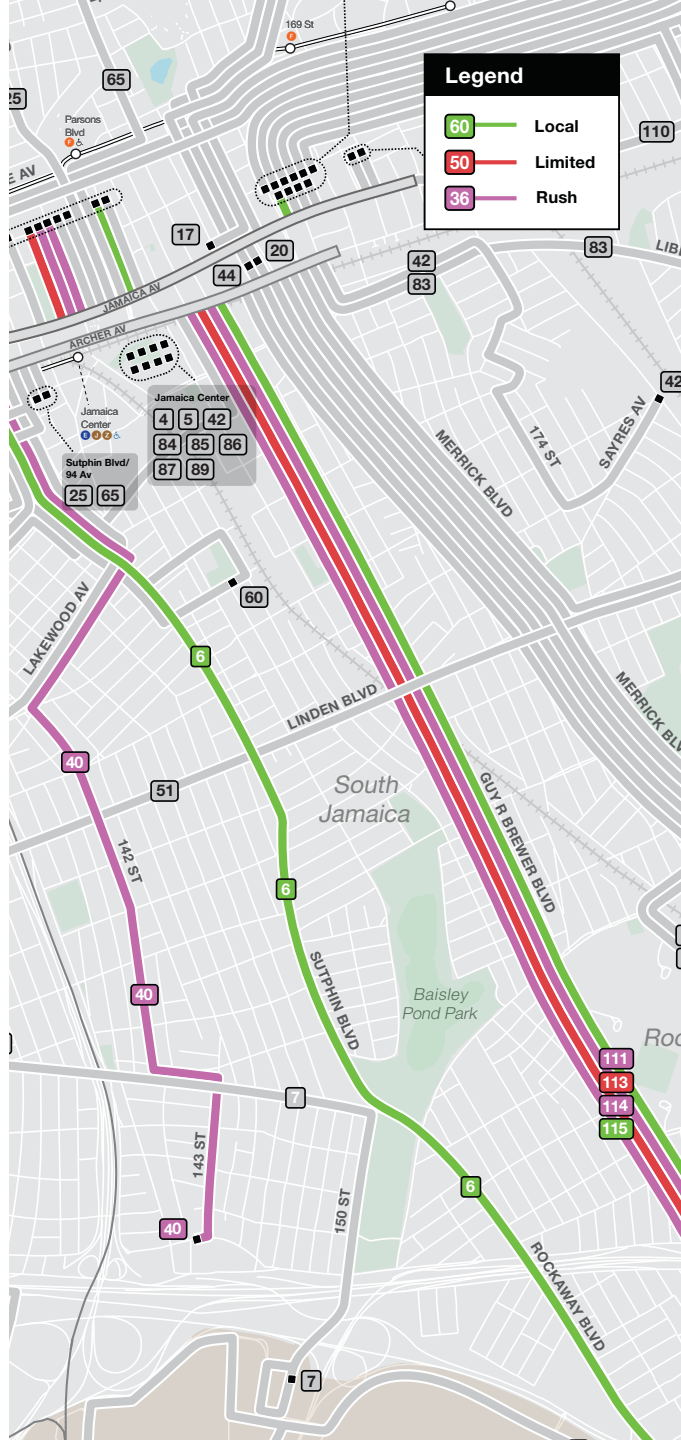 169 St
F
65
25
Parsons
Blvd
F
E AV
Legend
60 Local
50 Limited
36 Rush
110
17
20
44
42
83
83
LIB
JAMAICA AV
ARCHER AV
Jamaica
Center
E J Z
Jamaica Center
4 5 42
84 85 86
87 89
Sutphin Blvd/
94 Av
25 65
42
SAYRES AV
174 ST
MERRICK BLVD
60
LAKEWOOD AV
6
LINDEN BLVD
MERRICK BLV
40
51
South
Jamaica
GUY R BREWER BLVD
142 ST
6
SUTPHIN BLVD
40
Baisley
Pond Park
Roc
111
113
114
115
7
143 ST
150 ST
6
40
ROCKAWAY BLVD
7